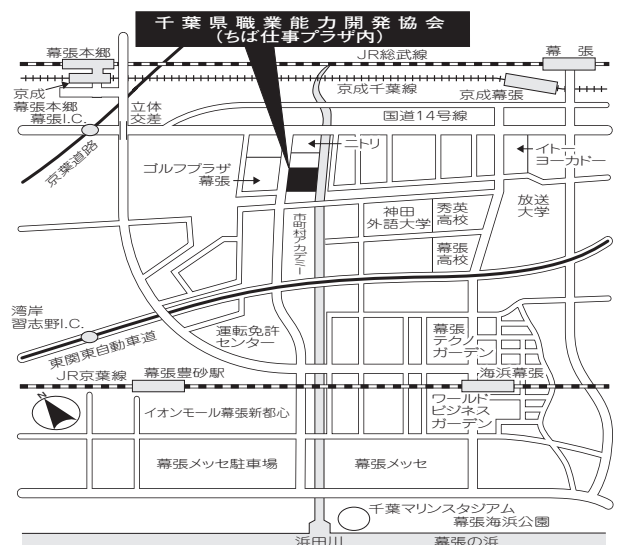 千葉県職業能力開発協会
(ちば仕事プラザ内)
幕張本郷
JR総武線
幕 張
京成
幕張本郷
京成千葉線
京成幕張
幕張I.C.
立体
交差
国道14号線
京葉道路
ニトリ
イトー
ヨーカドー
ゴルフプラザ
幕張
市町村アカデミー
神田
外語大学
秀英
高校
放送
大学
幕張
高校
湾岸
習志野I.C.
東関東自動車道
運転免許
センター
幕張
テクノ
ガーデン
JR京葉線
幕張豊砂駅
海浜幕張
N
イオンモール幕張新都心
ワールド
ビジネス
ガーデン
幕張メッセ駐車場
幕張メッセ
千葉マリンスタジアム
幕張海浜公園
浜田川
幕張の浜